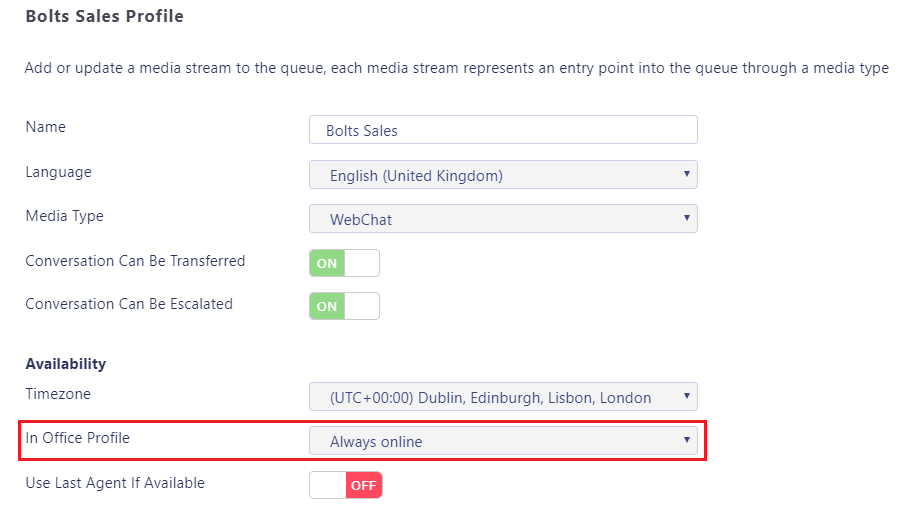 Bolts Sales Profile
Add or update a media stream to the queue, each media stream represents an entry point into the queue through a media type
Name
Bolts Sales
Language
English (United Kingdom)
Media Type
WebChat
Conversation Can Be Transferred
ON
Conversation Can Be Escalated
ON
Availability
Timezone
(UTC+00:00) Dublin, Edinburgh, Lisbon, London
In Office Profile
Always online
Use Last Agent If Available
OFF